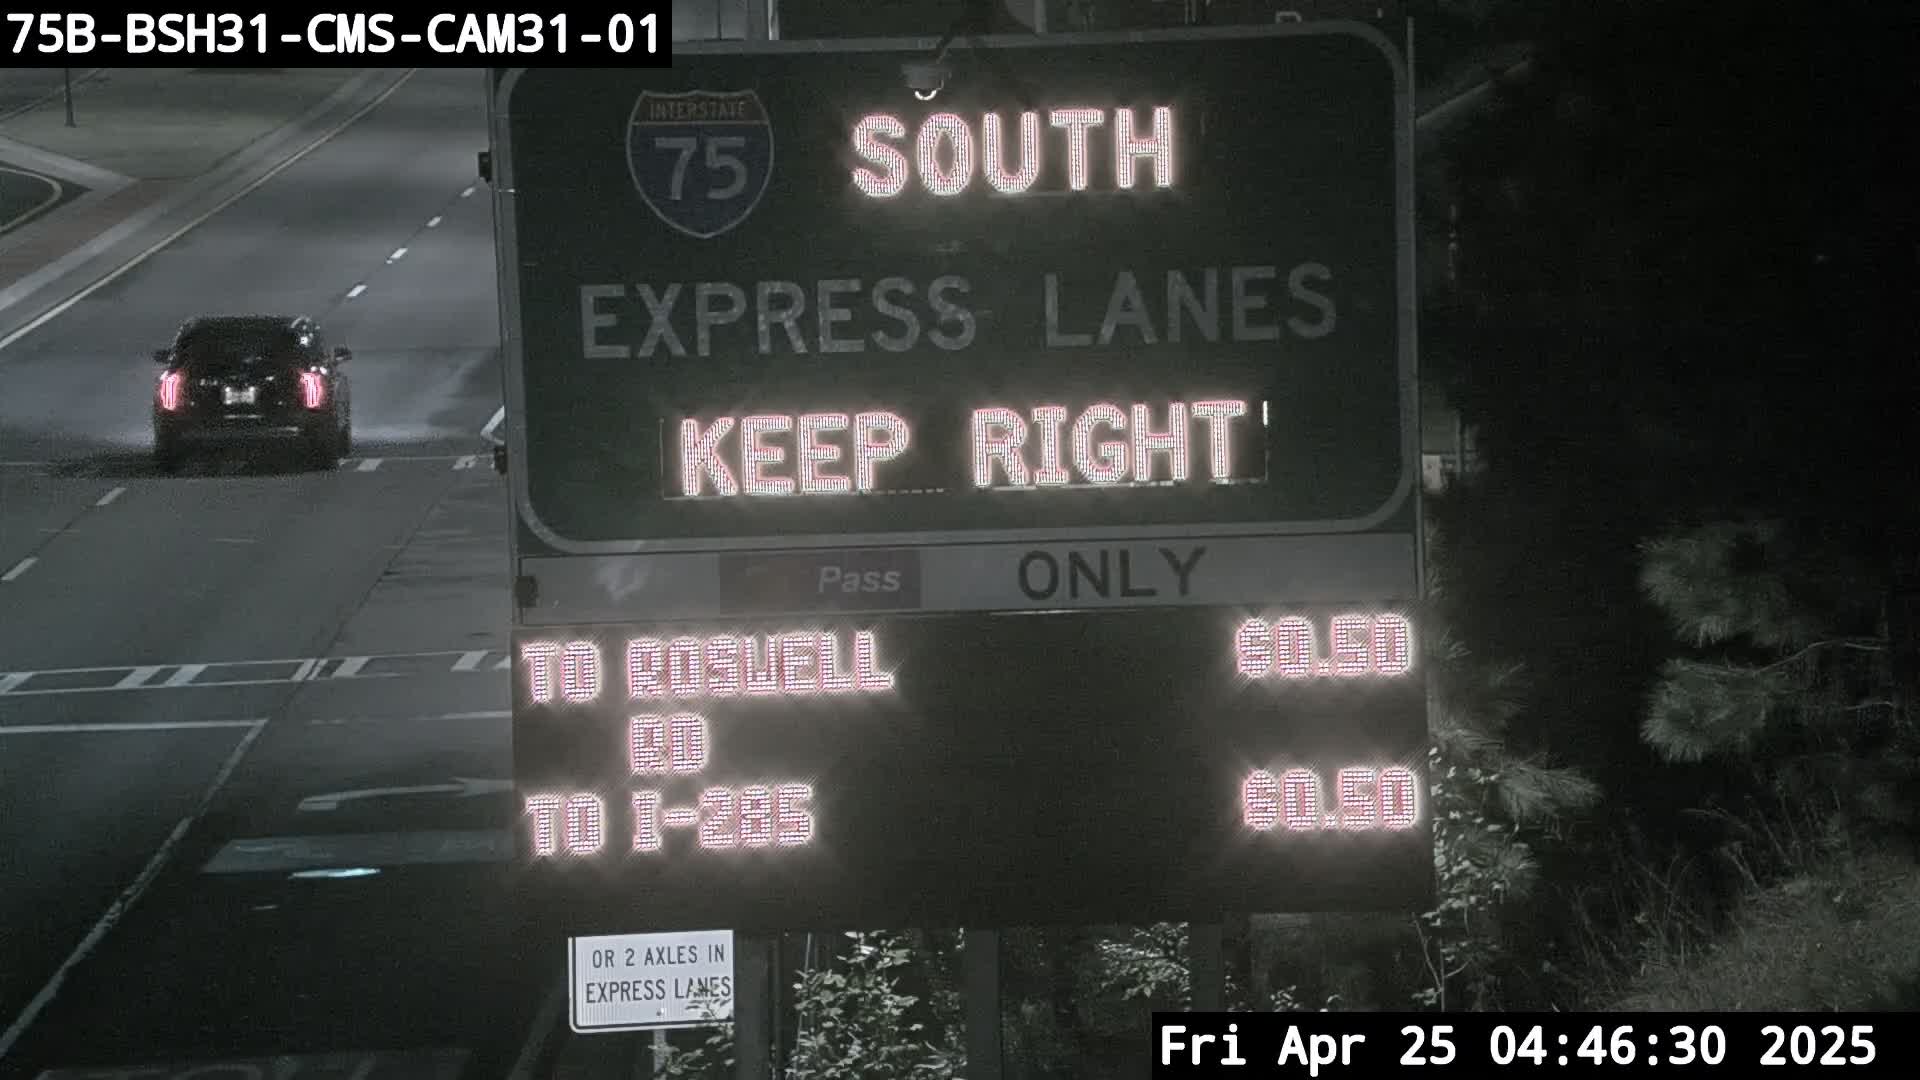 75B-BSH31-CMS-CAM31-01
INTERSTATE
75
SOUTH
EXPRESS LANES
KEEP RIGHT
Pass ONLY
TO ROSWELL $0.50
RD
TO I-285 $0.50
OR 2 AXLES IN
EXPRESS LANES
Fri Apr 25 04:46:30 2025